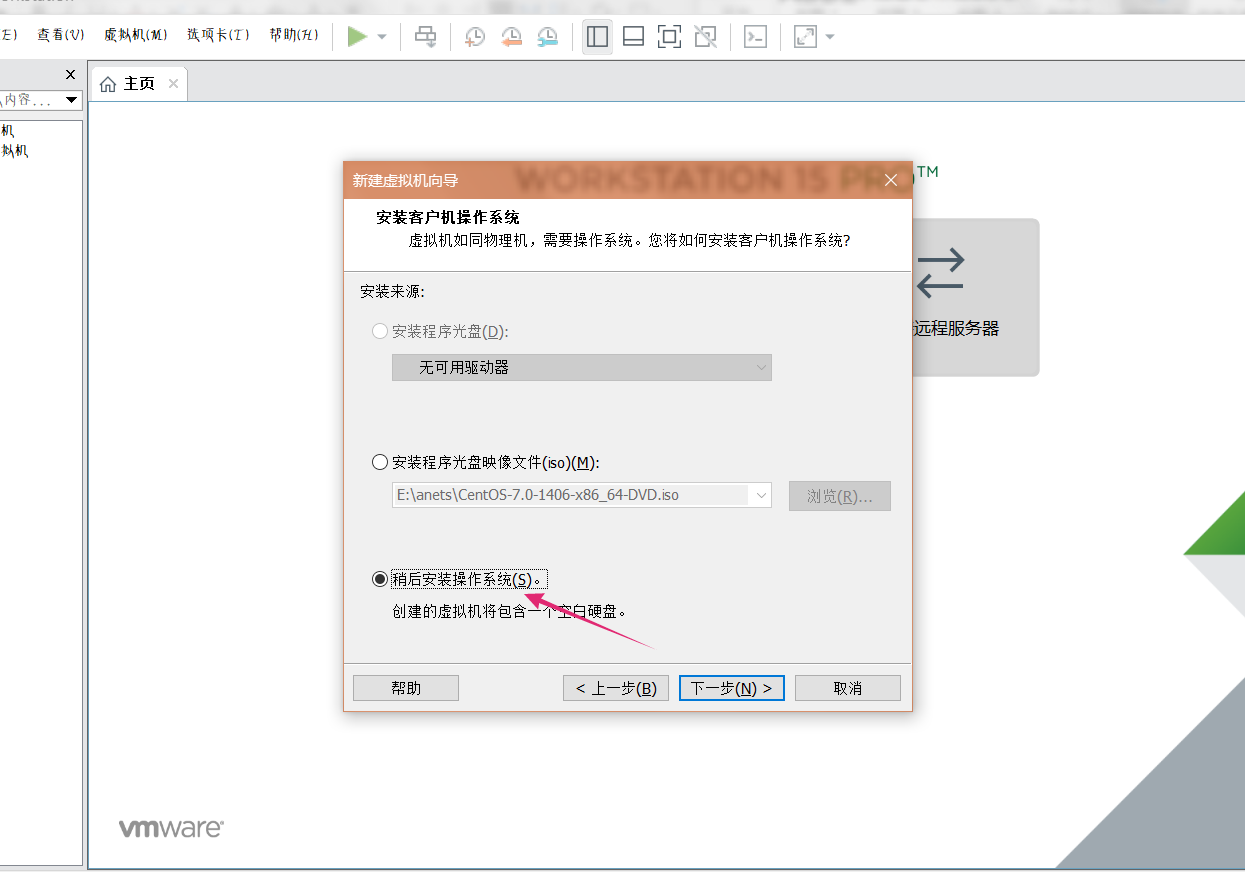 E) 查看(V) 虚拟机(M) 选项卡(T) 帮助(H)
内容...
主页
机
拟机
WORKSTATION 15 PRO™
新建虚拟机向导
安装客户机操作系统
虚拟机如同物理机，需要操作系统。您将如何安装客户机操作系统?
安装来源:
安装程序光盘(D):
无可用驱动器
远程服务器
安装程序光盘映像文件(iso)(M):
E:\anets\CentOS-7.0-1406-x86_64-DVD.iso
浏览(R)...
稍后安装操作系统(S)。
创建的虚拟机将包含一个空白硬盘。
帮助
< 上一步(B)
下一步(N) >
取消
vmware